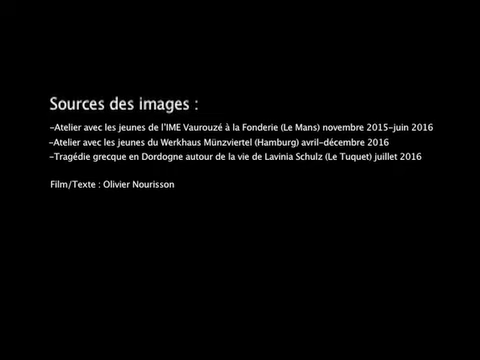 Sources des images :
-Atelier avec les jeunes de l'IME Vaurouzé à la Fonderie (Le Mans) novembre 2015-juin 2016
-Atelier avec les jeunes du Werkhaus Münzviertel (Hamburg) avril-décembre 2016
-Tragédie grecque en Dordogne autour de la vie de Lavinia Schulz (Le Tuquet) juillet 2016
Film/Texte : Olivier Nourisson